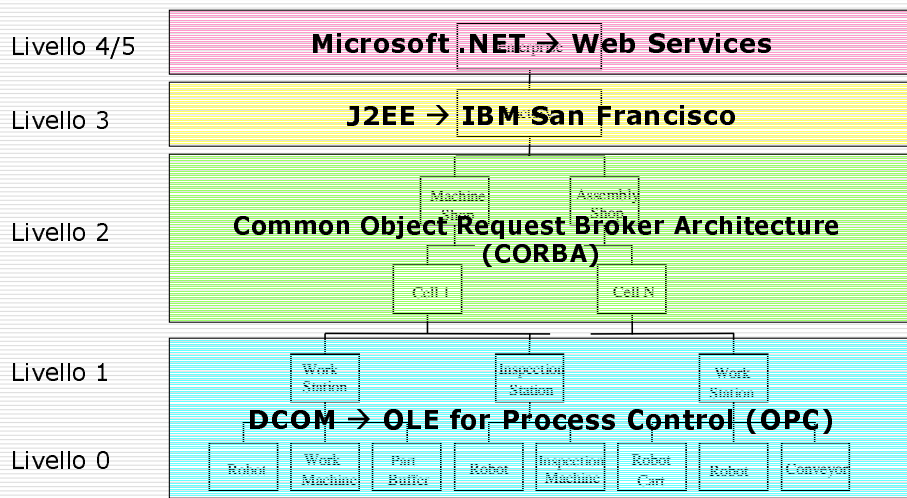 Livello 4/5
Microsoft .NET → Web Services
Enterprise
Livello 3
J2EE → IBM San Francisco
Livello 2
Machine
Shop
Assembly
Shop
Common Object Request Broker Architecture
(CORBA)
Cell 1
Cell N
Livello 1
Work
Station
Inspection
Station
Work
Station
DCOM → OLE for Process Control (OPC)
Livello 0
Robot
Work
Machine
Part
Buffer
Robot
Inspection
Machine
Robot
Cart
Robot
Conveyor